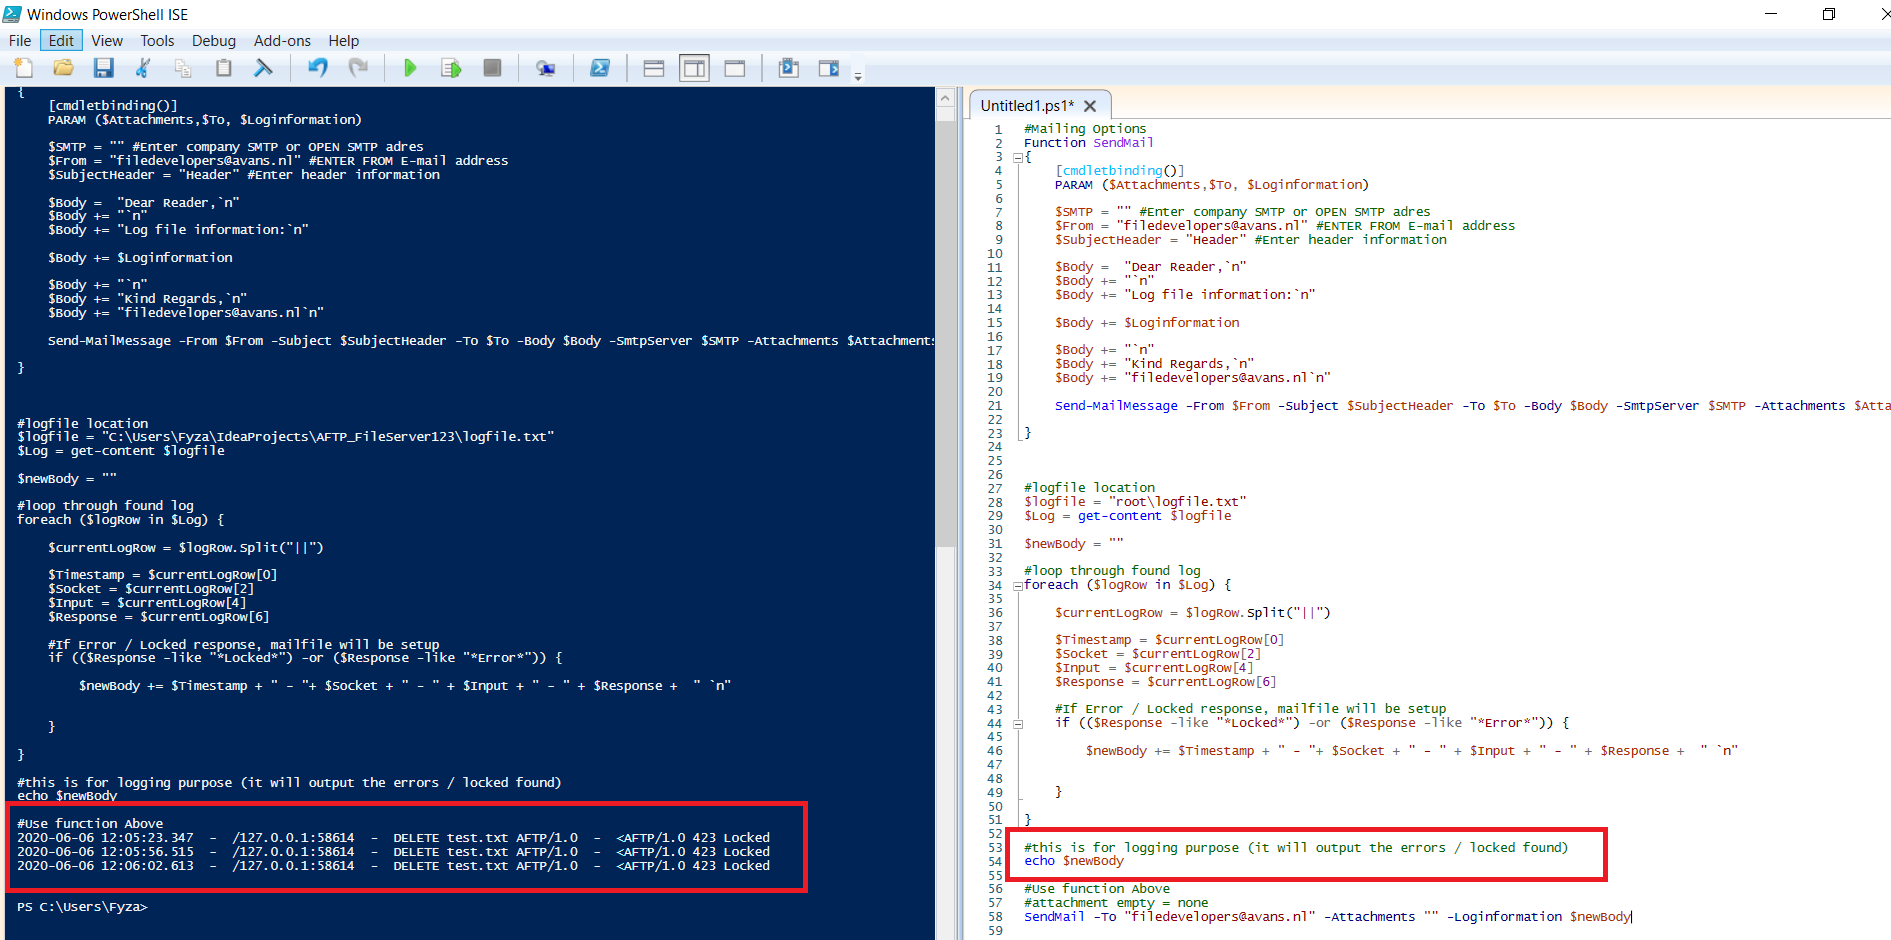 Windows PowerShell ISE
File Edit View Tools Debug Add-ons Help
{
    [cmdletbinding()]
    PARAM ($Attachments,$To, $Loginformation)

    $SMTP = "" #Enter company SMTP or OPEN SMTP adres
    $From = "filedevelopers@avans.nl" #ENTER FROM E-mail address
    $SubjectHeader = "Header" #Enter header information

    $Body =  "Dear Reader,`n"
    $Body += "`n"
    $Body += "Log file information:`n"

    $Body += $Loginformation

    $Body += "`n"
    $Body += "Kind Regards,`n"
    $Body += "filedevelopers@avans.nl`n"

    Send-MailMessage -From $From -Subject $SubjectHeader -To $To -Body $Body -SmtpServer $SMTP -Attachments $Attachment

}

#logfile location
$logfile = "C:\Users\Fyza\IdeaProjects\AFTP_FileServer123\logfile.txt"
$Log = get-content $logfile

$newBody = ""

#loop through found log
foreach ($logRow in $Log) {

    $currentLogRow = $logRow.Split("||")

    $Timestamp = $currentLogRow[0]
    $Socket = $currentLogRow[2]
    $Input = $currentLogRow[4]
    $Response = $currentLogRow[6]

    #If Error / Locked response, mailfile will be setup
    if (($Response -like "*Locked*") -or ($Response -like "*Error*")) {

        $newBody += $Timestamp + " - "+ $Socket + " - " + $Input + " - " + $Response +  " `n"

    }

}

#this is for logging purpose (it will output the errors / locked found)
echo $newBody

#Use function Above
2020-06-06 12:05:23.347  -  /127.0.0.1:58614  -  DELETE test.txt AFTP/1.0  -  <AFTP/1.0 423 Locked
2020-06-06 12:05:56.515  -  /127.0.0.1:58614  -  DELETE test.txt AFTP/1.0  -  <AFTP/1.0 423 Locked
2020-06-06 12:06:02.613  -  /127.0.0.1:58614  -  DELETE test.txt AFTP/1.0  -  <AFTP/1.0 423 Locked

PS C:\Users\Fyza>

Untitled1.ps1*
1 #Mailing Options
2 Function SendMail
3 {
4     [cmdletbinding()]
5     PARAM ($Attachments,$To, $Loginformation)
6
7     $SMTP = "" #Enter company SMTP or OPEN SMTP adres
8     $From = "filedevelopers@avans.nl" #ENTER FROM E-mail address
9     $SubjectHeader = "Header" #Enter header information
10
11     $Body =  "Dear Reader,`n"
12     $Body += "`n"
13     $Body += "Log file information:`n"
14
15     $Body += $Loginformation
16
17     $Body += "`n"
18     $Body += "Kind Regards,`n"
19     $Body += "filedevelopers@avans.nl`n"
20
21     Send-MailMessage -From $From -Subject $SubjectHeader -To $To -Body $Body -SmtpServer $SMTP -Attachments $Atta
22
23 }
24
25
26
27 #logfile location
28 $logfile = "root\logfile.txt"
29 $Log = get-content $logfile
30
31 $newBody = ""
32
33 #loop through found log
34 foreach ($logRow in $Log) {
35
36     $currentLogRow = $logRow.Split("||")
37
38     $Timestamp = $currentLogRow[0]
39     $Socket = $currentLogRow[2]
40     $Input = $currentLogRow[4]
41     $Response = $currentLogRow[6]
42
43     #If Error / Locked response, mailfile will be setup
44     if (($Response -like "*Locked*") -or ($Response -like "*Error*")) {
45
46         $newBody += $Timestamp + " - "+ $Socket + " - " + $Input + " - " + $Response +  " `n"
47
48
49     }
50
51 }
52
53 #this is for logging purpose (it will output the errors / locked found)
54 echo $newBody
55
56 #Use function Above
57 #attachment empty = none
58 SendMail -To "filedevelopers@avans.nl" -Attachments "" -Loginformation $newBody
59